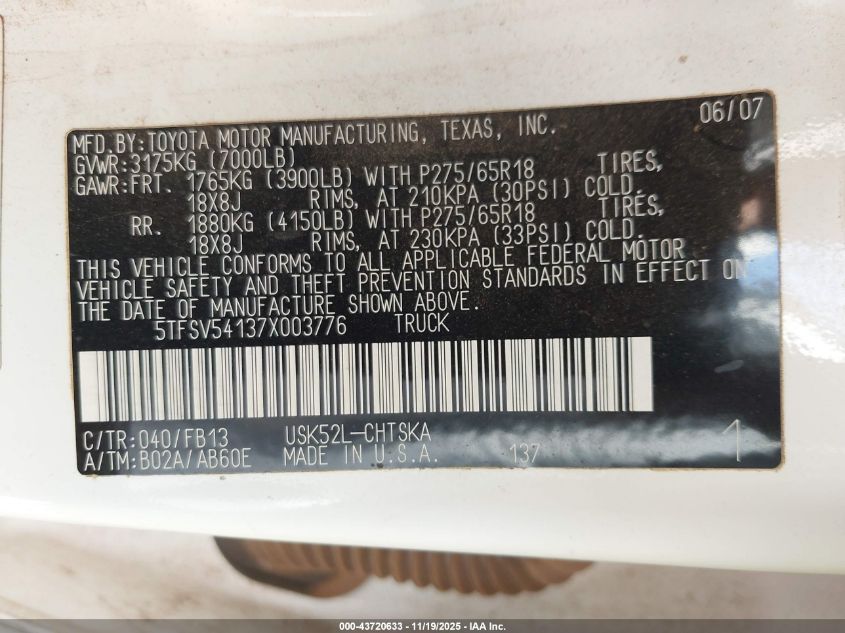 06/07
MFD.BY:TOYOTA MOTOR MANUFACTURING, TEXAS, INC.
GVWR:3175KG (7000LB)
GAWR:FRT. 1765KG (3900LB) WITH P275/65R18 TIRES,
18X8J RIMS, AT 210KPA (30PSI) COLD.
RR. 1880KG (4150LB) WITH P275/65R18 TIRES,
18X8J RIMS, AT 230KPA (33PSI) COLD.
THIS VEHICLE CONFORMS TO ALL APPLICABLE FEDERAL MOTOR
VEHICLE SAFETY AND THEFT PREVENTION STANDARDS IN EFFECT ON
THE DATE OF MANUFACTURE SHOWN ABOVE.
5TFSV54137X003776 TRUCK
C/TR:040/FB13 USK52L-CHTSKA
A/TM:B02A/AB60E MADE IN U.S.A. 137 1
000-43720633 - 11/19/2025 - IAA Inc.